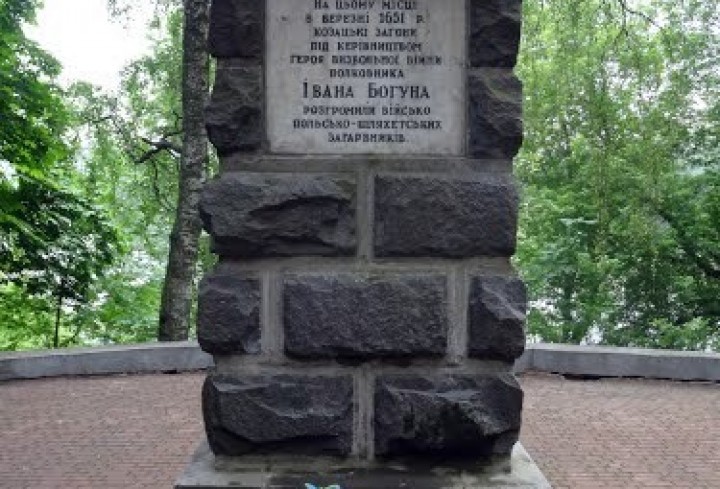 НА ЦЬОМУ МІСЦІ
В БЕРЕЗНІ 1651 Р.
КОЗАЦЬКІ ЗАГОНИ
ПІД КЕРІВНИЦТВОМ
ГЕРОЯ ВИЗВОЛЬНОЇ ВІЙНИ
ПОЛКОВНИКА
ІВАНА БОГУНА
РОЗГРОМИЛИ ВІЙСЬКО
ПОЛЬСЬКО-ШЛЯХЕТСЬКИХ
ЗАГАРБНИКІВ.